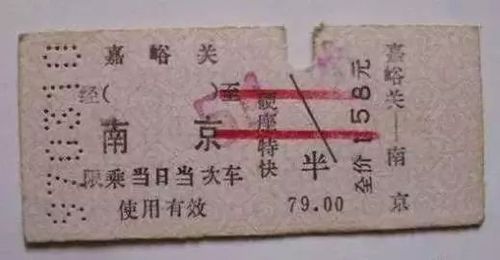 嘉峪关
经( )至
南京
限乘当日当次车
使用有效
硬座特快
半
79.00
全价158元
嘉峪关—南京